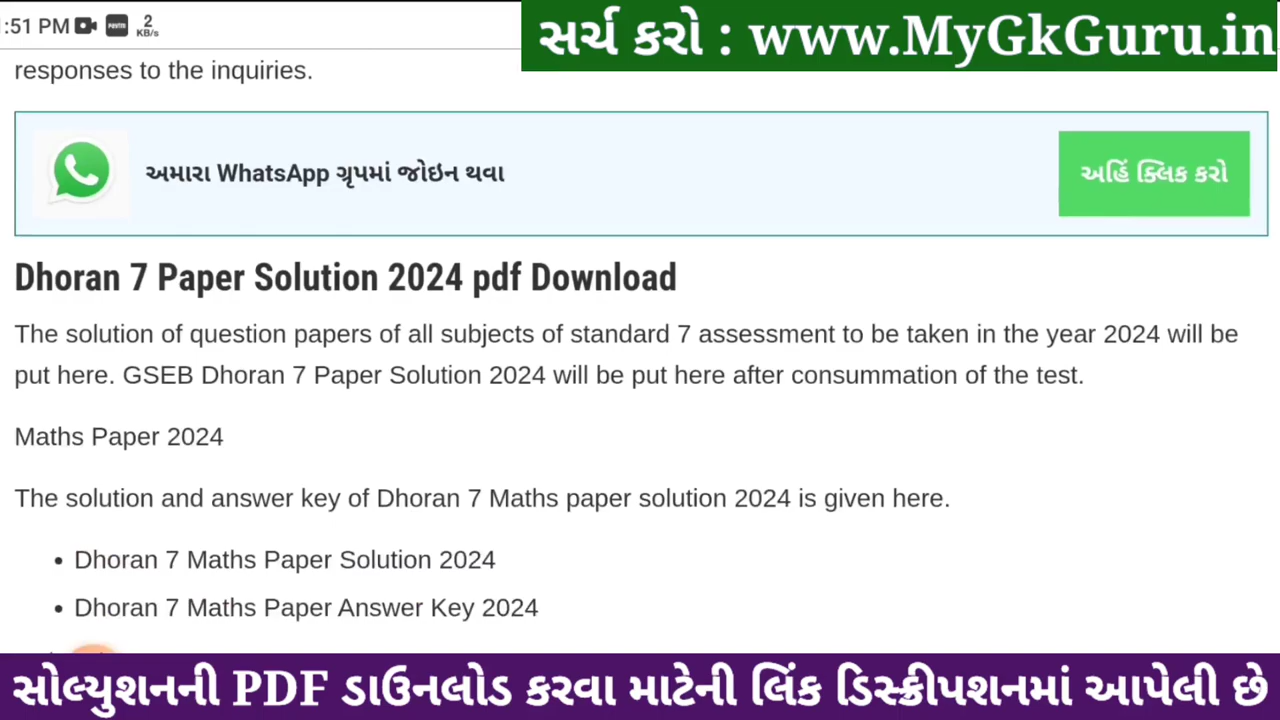 :51 PM 2 KB/s
સર્ચ કરો : www.MyGkGuru.in
responses to the inquiries.
અમારા WhatsApp ગ્રૃપમાં જોઇન થવા
અહિં ક્લિક કરો
Dhoran 7 Paper Solution 2024 pdf Download
The solution of question papers of all subjects of standard 7 assessment to be taken in the year 2024 will be
put here. GSEB Dhoran 7 Paper Solution 2024 will be put here after consummation of the test.
Maths Paper 2024
The solution and answer key of Dhoran 7 Maths paper solution 2024 is given here.
• Dhoran 7 Maths Paper Solution 2024
• Dhoran 7 Maths Paper Answer Key 2024
સોલ્યુશનની PDF ડાઉનલોડ કરવા માટેની લિંક ડિસ્ક્રીપશનમાં આપેલી છે